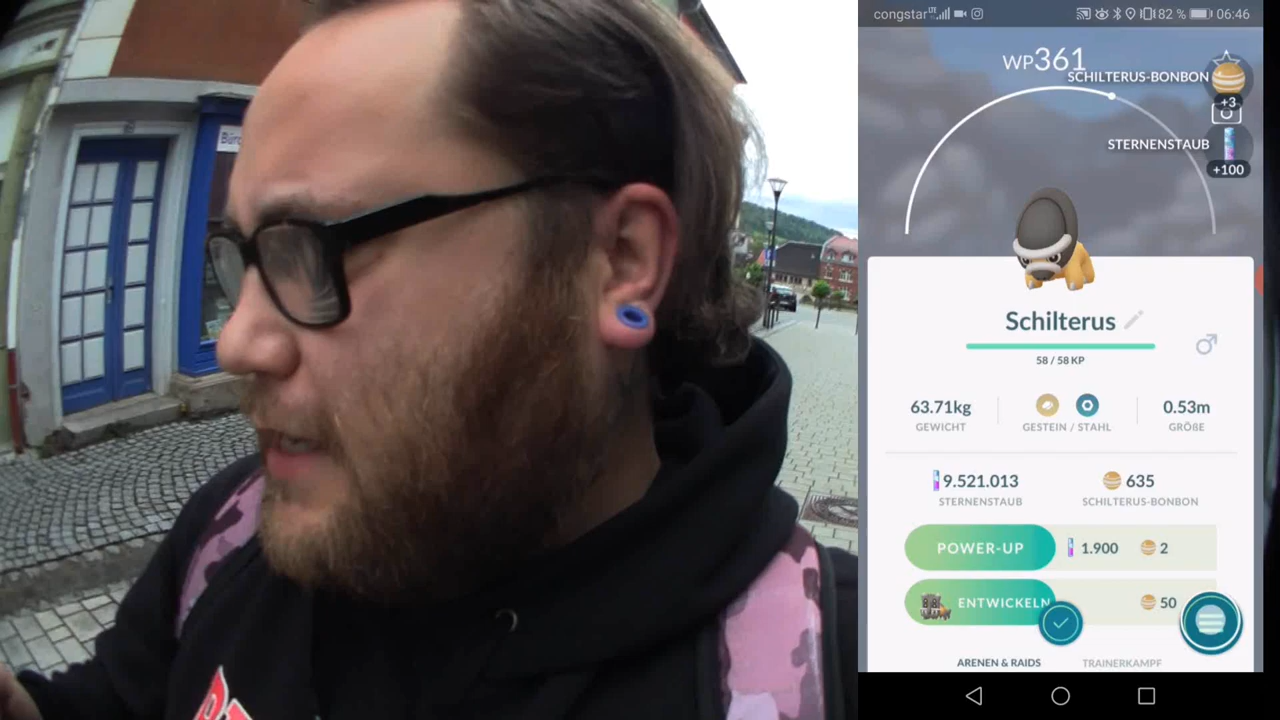 Bür
congstar
82 % 06:46
WP361
SCHILTERUS-BONBON
+3
STERNENSTAUB
+100
Schilterus
58 / 58 KP
63.71kg
GEWICHT
GESTEIN / STAHL
0.53m
GRÖßE
9.521.013
STERNENSTAUB
635
SCHILTERUS-BONBON
POWER-UP
1.900
2
ENTWICKELN
50
ARENEN & RAIDS
TRAINERKAMPF